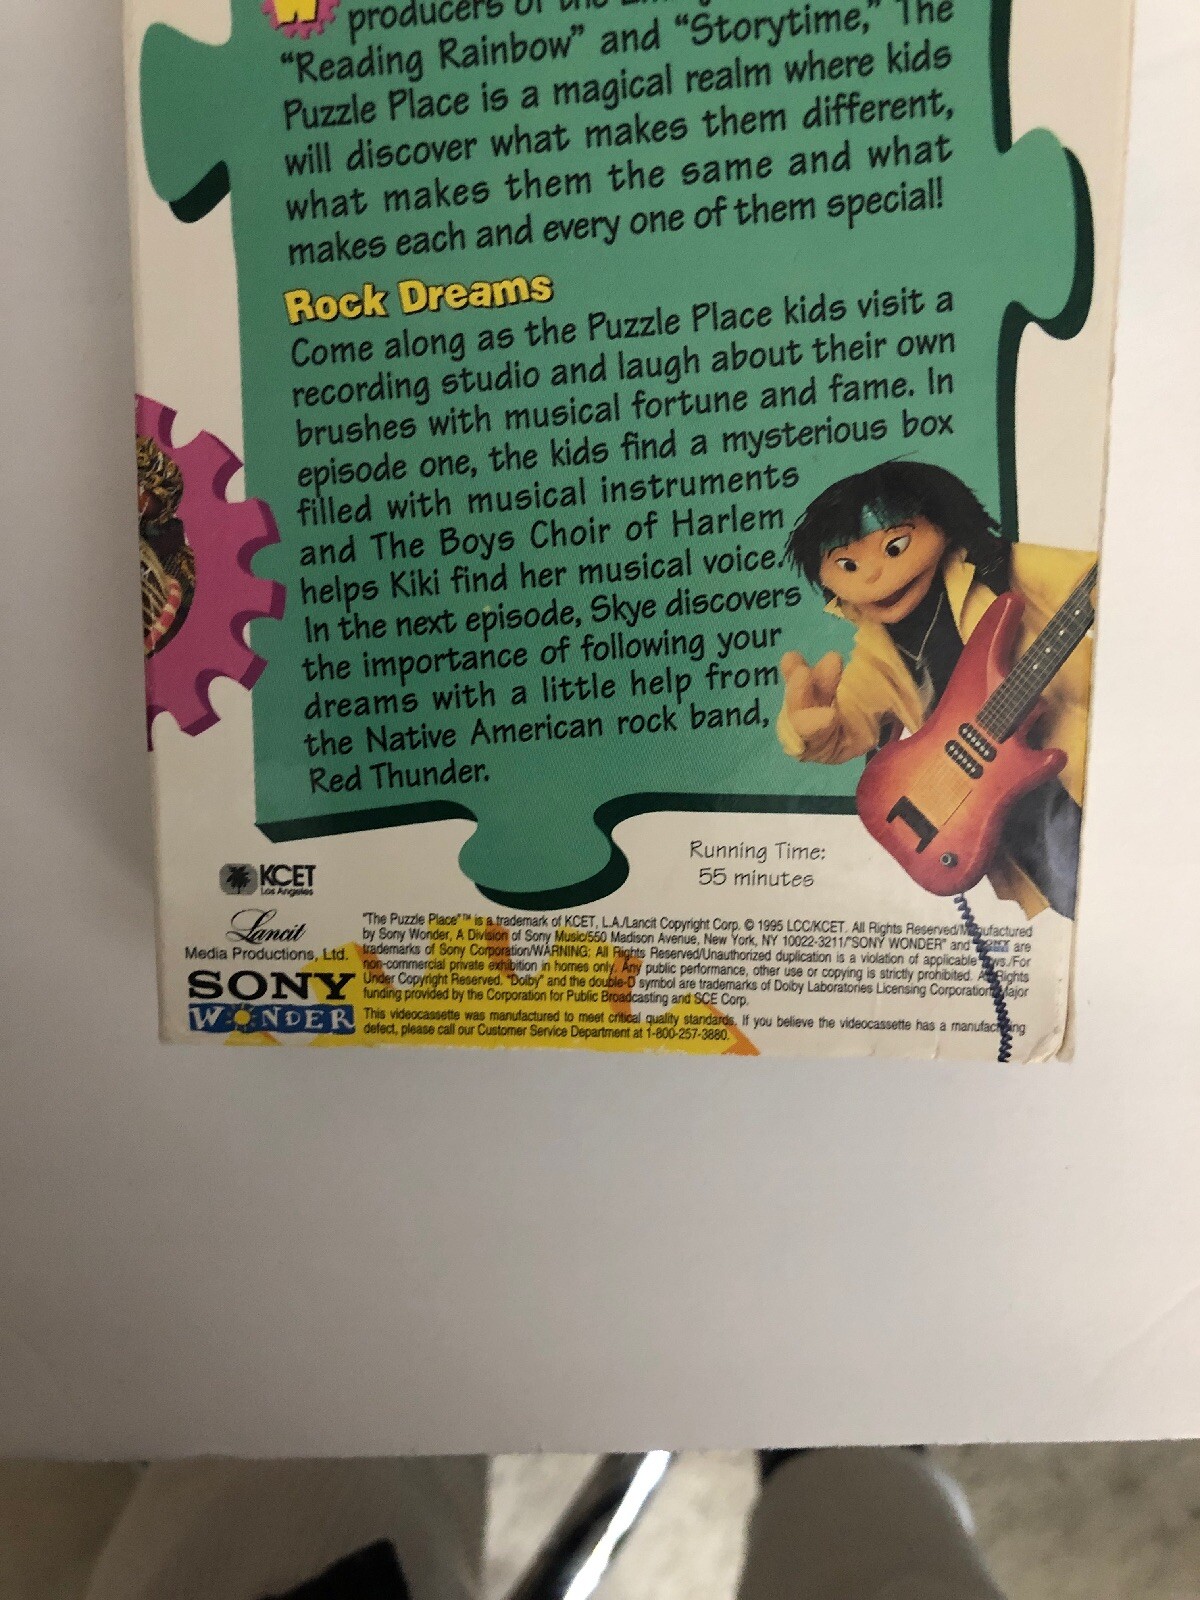 W producers of the
"Reading Rainbow" and "Storytime," The
Puzzle Place is a magical realm where kids
will discover what makes them different,
what makes them the same and what
makes each and every one of them special!
Rock Dreams
Come along as the Puzzle Place kids visit a
recording studio and laugh about their own
brushes with musical fortune and fame. In
episode one, the kids find a mysterious box
filled with musical instruments
and The Boys Choir of Harlem
helps Kiki find her musical voice.
In the next episode, Skye discovers
the importance of following your
dreams with a little help from
the Native American rock band,
Red Thunder.
Running Time:
55 minutes
KCET
Los Angeles
Lancit
Media Productions, Ltd.
SONY
WONDER
"The Puzzle Place"™ is a trademark of KCET, L.A./Lancit Copyright Corp. © 1995 LCC/KCET. All Rights Reserved/Manufactured
by Sony Wonder, A Division of Sony Music/550 Madison Avenue, New York, NY 10022-3211/"SONY WONDER" and are
trademarks of Sony Corporation/WARNING: All Rights Reserved/Unauthorized duplication is a violation of applicable laws./For
non-commercial private exhibition in homes only. Any public performance, other use or copying is strictly prohibited. All Rights
Under Copyright Reserved. "Dolby" and the double-D symbol are trademarks of Dolby Laboratories Licensing Corporation. Major
funding provided by the Corporation for Public Broadcasting and SCE Corp.
This videocassette was manufactured to meet critical quality standards. If you believe the videocassette has a manufacturing
defect, please call our Customer Service Department at 1-800-257-3880.